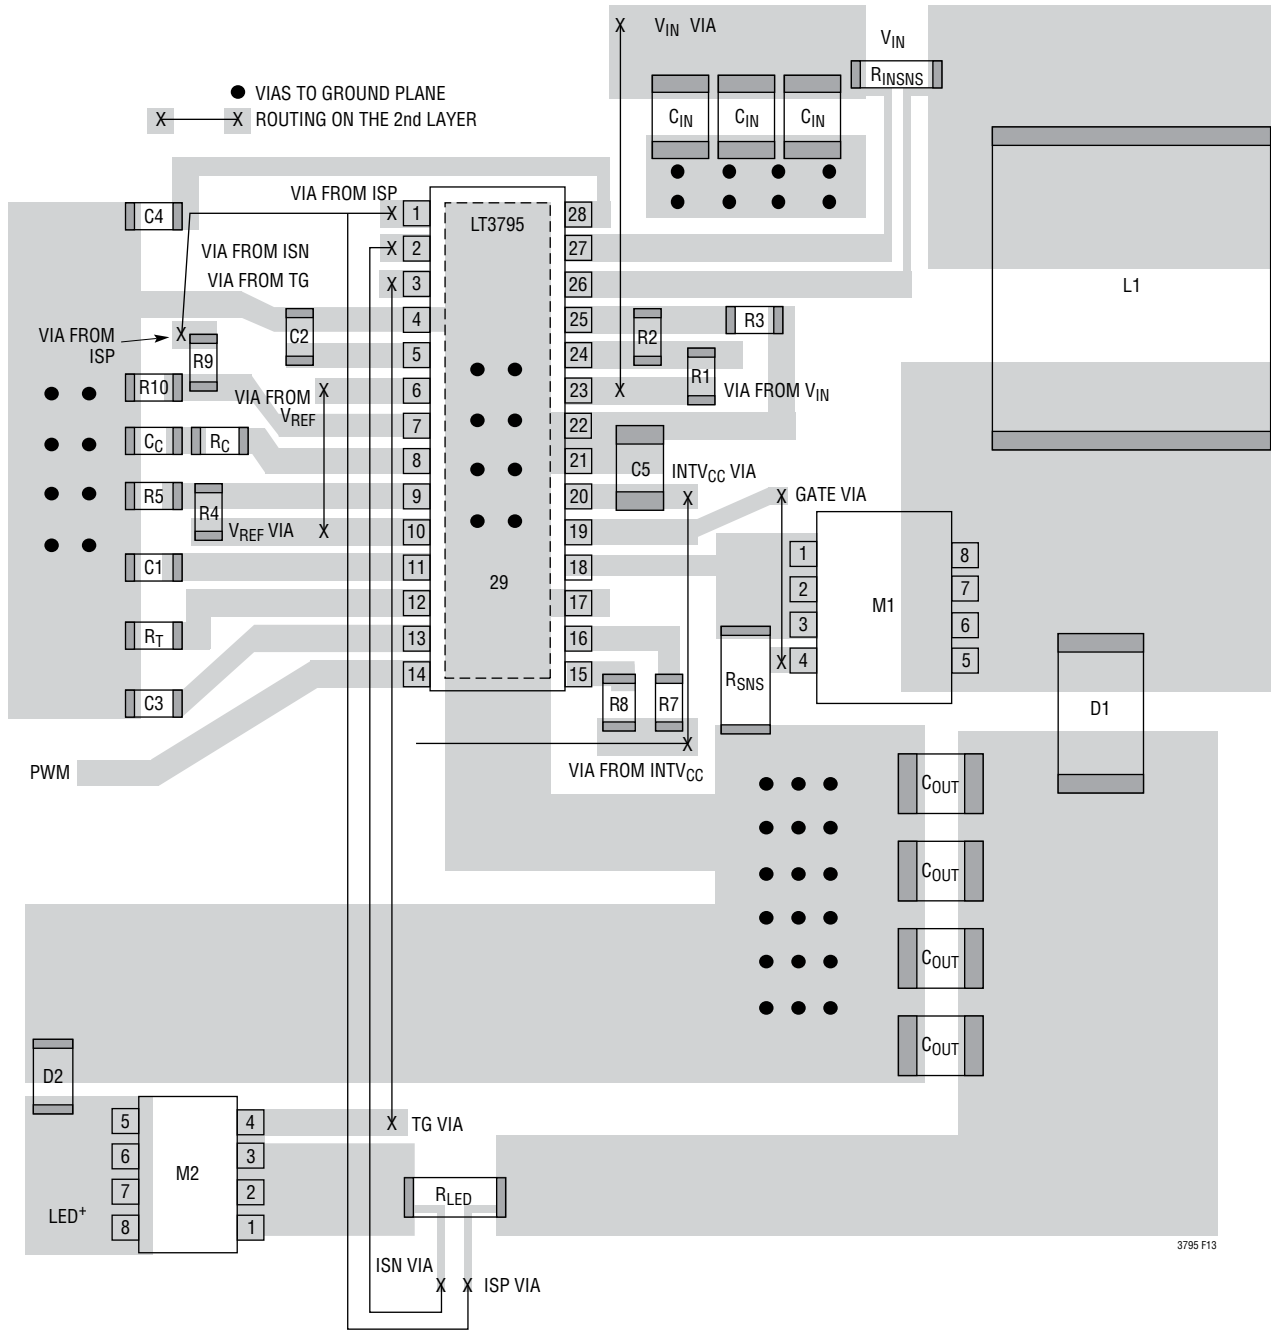 X V_IN VIA
V_IN
R_INSNS
● VIAS TO GROUND PLANE
X X ROUTING ON THE 2nd LAYER
C_IN C_IN C_IN
VIA FROM ISP X 1 LT3795 28
C4
VIA FROM ISN X 2 27
VIA FROM TG X 3 26
L1
4 25 R3
C2 R2
VIA FROM ISP X
R9
5 24
R1
R10 VIA FROM V_REF X 6 23 X VIA FROM V_IN
7 22
C_C R_C 8 21
C5 INTV_CC VIA
R5 9 20 X X GATE VIA
R4
V_REF VIA X 10 19
C1 11 29 18
1 8
2 M1 7
12 17
3 6
R_T 13 16
X 4 5
14 15
R_SNS
C3
R8 R7
D1
X
PWM
VIA FROM INTV_CC
C_OUT
C_OUT
C_OUT
C_OUT
D2
5 4 X TG VIA
6 3
M2
7 2
R_LED
LED+
8 1
3795 F13
ISN VIA X X ISP VIA